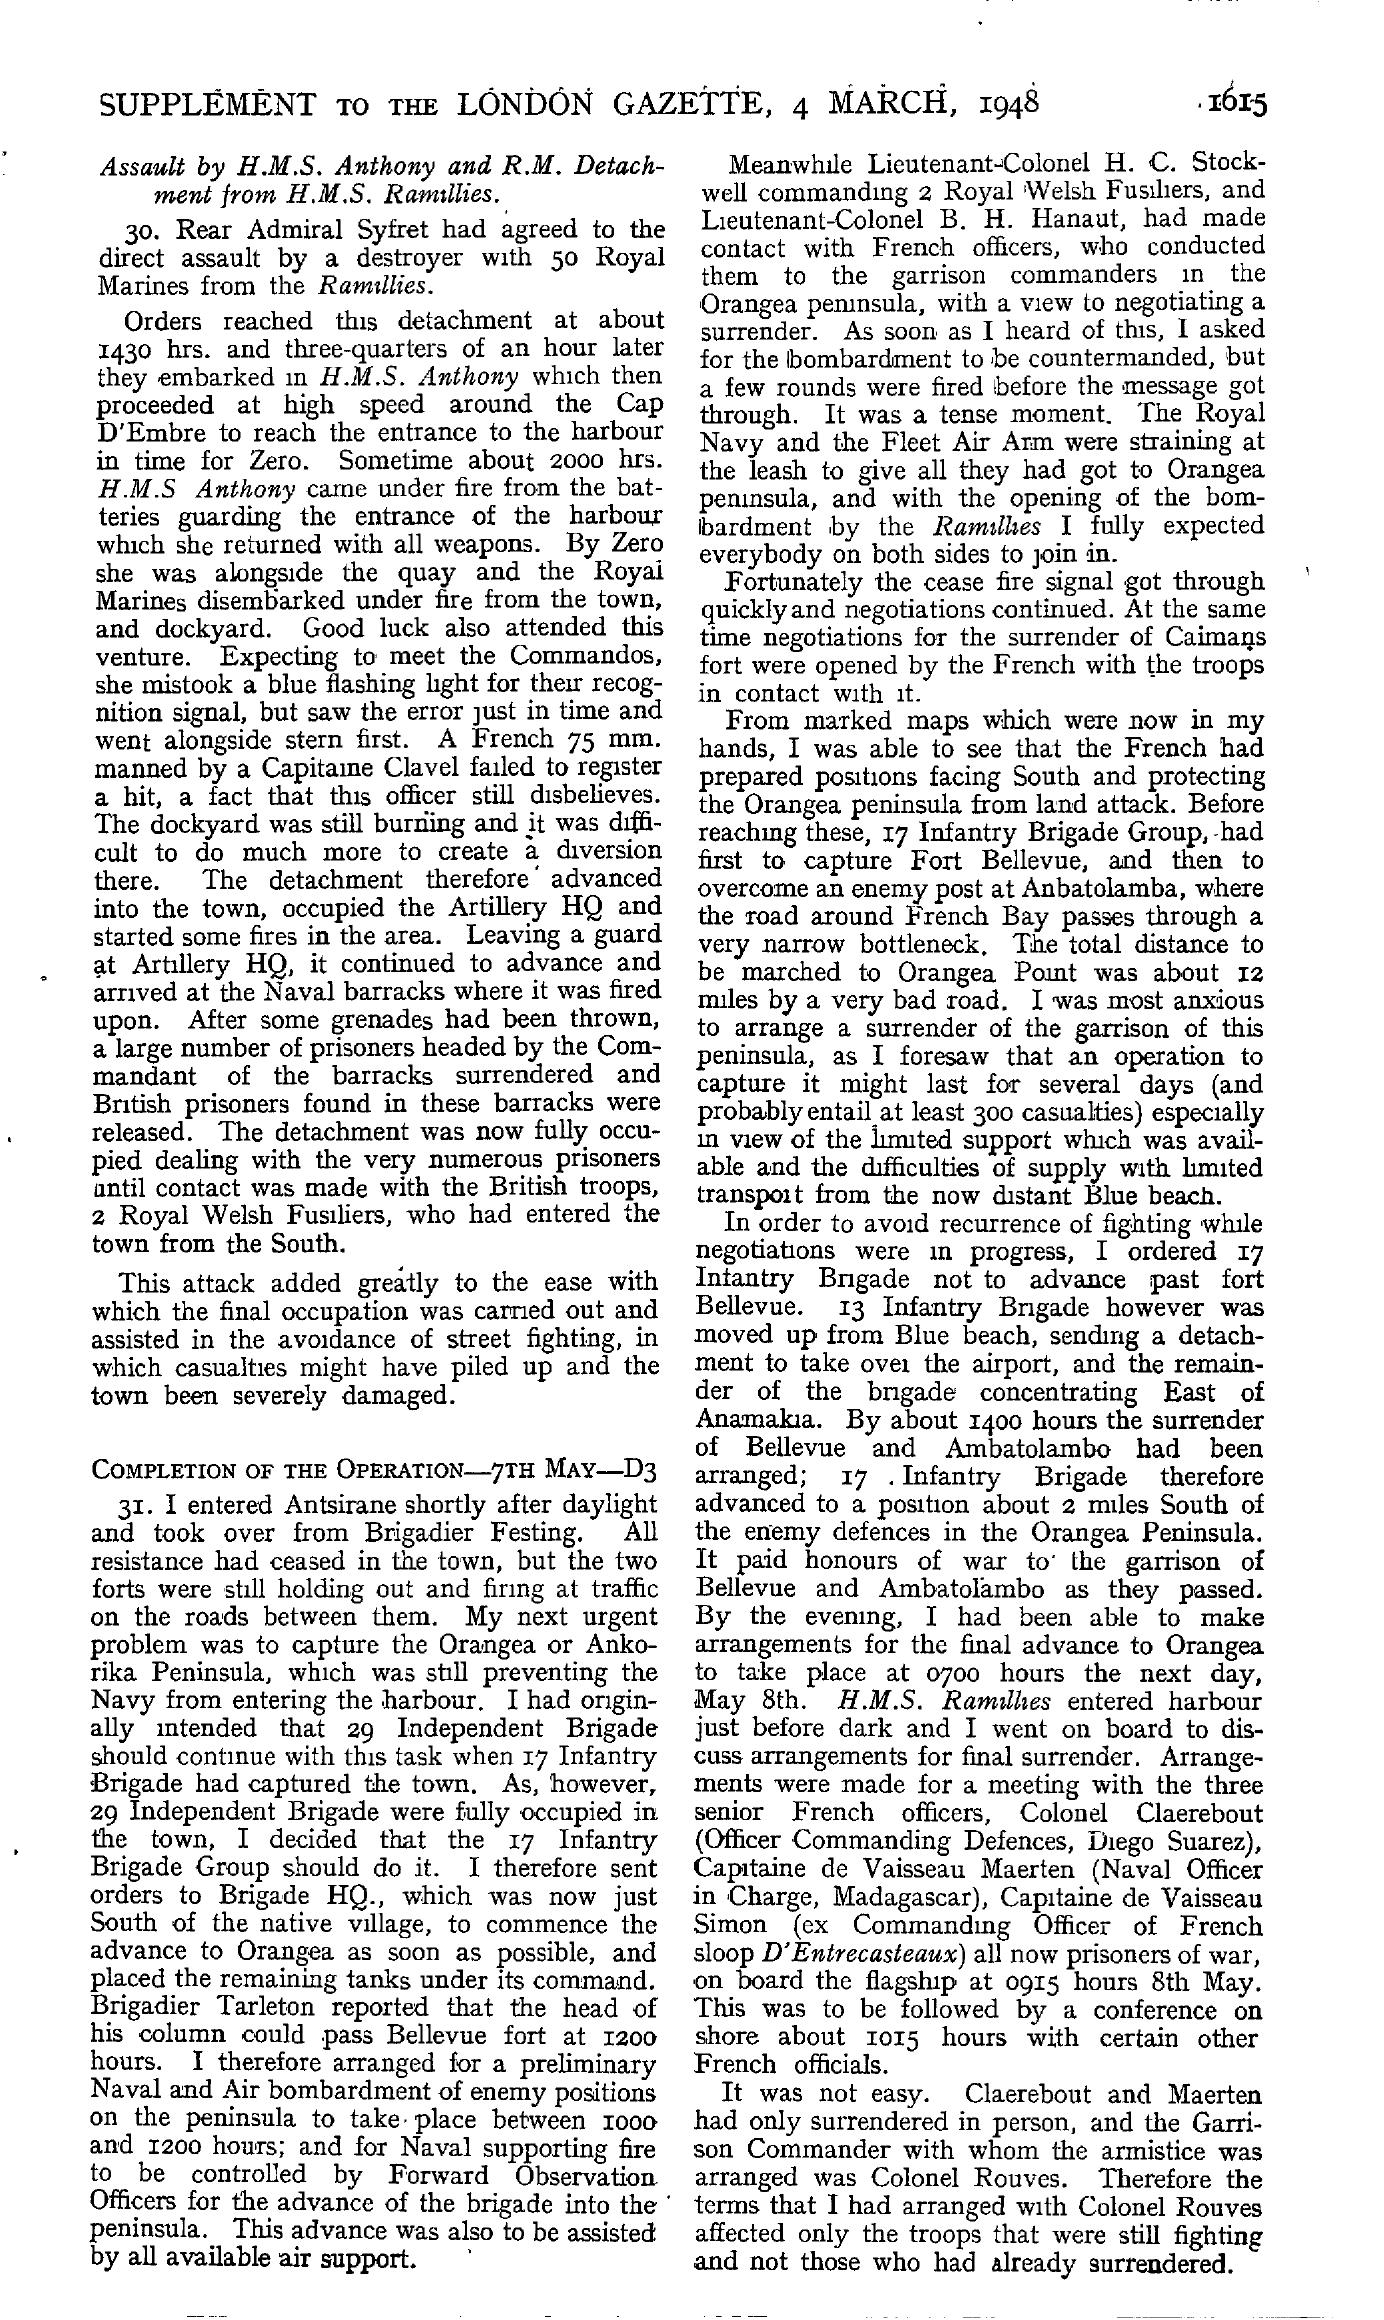 SUPPLEMENT TO THE LONDON GAZETTE, 4 MARCH, 1948 1615
Assault by H.M.S. Anthony and R.M. Detach-
ment from H.M.S. Ramillies.
30. Rear Admiral Syfret had agreed to the
direct assault by a destroyer with 50 Royal
Marines from the Ramillies.
Orders reached this detachment at about
1430 hrs. and three-quarters of an hour later
they embarked in H.M.S. Anthony which then
proceeded at high speed around the Cap
D'Embre to reach the entrance to the harbour
in time for Zero. Sometime about 2000 hrs.
H.M.S Anthony came under fire from the bat-
teries guarding the entrance of the harbour
which she returned with all weapons. By Zero
she was alongside the quay and the Royal
Marines disembarked under fire from the town,
and dockyard. Good luck also attended this
venture. Expecting to meet the Commandos,
she mistook a blue flashing light for their recog-
nition signal, but saw the error just in time and
went alongside stern first. A French 75 mm.
manned by a Capitaine Clavel failed to register
a hit, a fact that this officer still disbelieves.
The dockyard was still burning and it was diffi-
cult to do much more to create a diversion
there. The detachment therefore advanced
into the town, occupied the Artillery HQ and
started some fires in the area. Leaving a guard
at Artillery HQ, it continued to advance and
arrived at the Naval barracks where it was fired
upon. After some grenades had been thrown,
a large number of prisoners headed by the Com-
mandant of the barracks surrendered and
British prisoners found in these barracks were
released. The detachment was now fully occu-
pied dealing with the very numerous prisoners
until contact was made with the British troops,
2 Royal Welsh Fusiliers, who had entered the
town from the South.
This attack added greatly to the ease with
which the final occupation was carried out and
assisted in the avoidance of street fighting, in
which casualties might have piled up and the
town been severely damaged.
COMPLETION OF THE OPERATION—7TH MAY—D3
31. I entered Antsirane shortly after daylight
and took over from Brigadier Festing. All
resistance had ceased in the town, but the two
forts were still holding out and firing at traffic
on the roads between them. My next urgent
problem was to capture the Orangea or Anko-
rika Peninsula, which was still preventing the
Navy from entering the harbour. I had origin-
ally intended that 29 Independent Brigade
should continue with this task when 17 Infantry
Brigade had captured the town. As, however,
29 Independent Brigade were fully occupied in
the town, I decided that the 17 Infantry
Brigade Group should do it. I therefore sent
orders to Brigade HQ., which was now just
South of the native village, to commence the
advance to Orangea as soon as possible, and
placed the remaining tanks under its command.
Brigadier Tarleton reported that the head of
his column could pass Bellevue fort at 1200
hours. I therefore arranged for a preliminary
Naval and Air bombardment of enemy positions
on the peninsula to take place between 1000
and 1200 hours; and for Naval supporting fire
to be controlled by Forward Observation
Officers for the advance of the brigade into the
peninsula. This advance was also to be assisted
by all available air support.
Meanwhile Lieutenant-Colonel H. C. Stock-
well commanding 2 Royal Welsh Fusiliers, and
Lieutenant-Colonel B. H. Hanaut, had made
contact with French officers, who conducted
them to the garrison commanders in the
Orangea peninsula, with a view to negotiating a
surrender. As soon as I heard of this, I asked
for the bombardment to be countermanded, but
a few rounds were fired before the message got
through. It was a tense moment. The Royal
Navy and the Fleet Air Arm were straining at
the leash to give all they had got to Orangea
peninsula, and with the opening of the bom-
bardment by the Ramillies I fully expected
everybody on both sides to join in.
Fortunately the cease fire signal got through
quickly and negotiations continued. At the same
time negotiations for the surrender of Caimans
fort were opened by the French with the troops
in contact with it.
From marked maps which were now in my
hands, I was able to see that the French had
prepared positions facing South and protecting
the Orangea peninsula from land attack. Before
reaching these, 17 Infantry Brigade Group, had
first to capture Fort Bellevue, and then to
overcome an enemy post at Anbatolamba, where
the road around French Bay passes through a
very narrow bottleneck. The total distance to
be marched to Orangea Point was about 12
miles by a very bad road. I was most anxious
to arrange a surrender of the garrison of this
peninsula, as I foresaw that an operation to
capture it might last for several days (and
probably entail at least 300 casualties) especially
in view of the limited support which was avail-
able and the difficulties of supply with limited
transport from the now distant Blue beach.
In order to avoid recurrence of fighting while
negotiations were in progress, I ordered 17
Infantry Brigade not to advance past fort
Bellevue. 13 Infantry Brigade however was
moved up from Blue beach, sending a detach-
ment to take over the airport, and the remain-
der of the brigade concentrating East of
Anamakia. By about 1400 hours the surrender
of Bellevue and Ambatolambo had been
arranged; 17 Infantry Brigade therefore
advanced to a position about 2 miles South of
the enemy defences in the Orangea Peninsula.
It paid honours of war to the garrison of
Bellevue and Ambatolambo as they passed.
By the evening, I had been able to make
arrangements for the final advance to Orangea
to take place at 0700 hours the next day,
May 8th. H.M.S. Ramillies entered harbour
just before dark and I went on board to dis-
cuss arrangements for final surrender. Arrange-
ments were made for a meeting with the three
senior French officers, Colonel Claerebout
(Officer Commanding Defences, Diego Suarez),
Capitaine de Vaisseau Maerten (Naval Officer
in Charge, Madagascar), Capitaine de Vaisseau
Simon (ex Commanding Officer of French
sloop D'Entrecasteaux) all now prisoners of war,
on board the flagship at 0915 hours 8th May.
This was to be followed by a conference on
shore about 1015 hours with certain other
French officials.
It was not easy. Claerebout and Maerten
had only surrendered in person, and the Garri-
son Commander with whom the armistice was
arranged was Colonel Rouves. Therefore the
terms that I had arranged with Colonel Rouves
affected only the troops that were still fighting
and not those who had already surrendered.